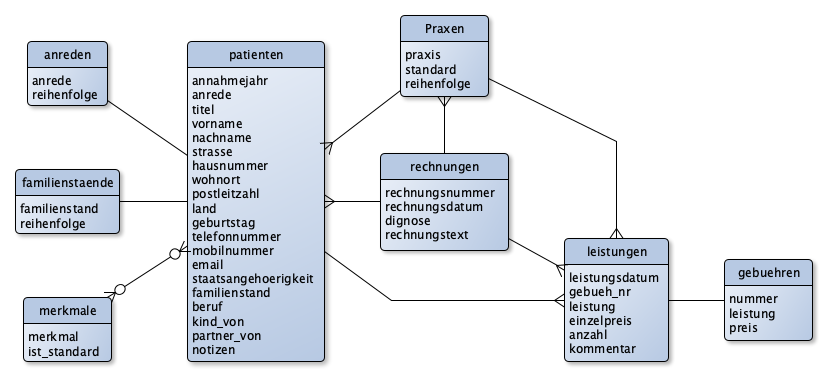 anreden
anrede
reihenfolge
familienstaende
familienstand
reihenfolge
merkmale
merkmal
ist_standard
patienten
annahmejahr
anrede
titel
vorname
nachname
strasse
hausnummer
wohnort
postleitzahl
land
geburtstag
telefonnummer
mobilnummer
email
staatsangehoerigkeit
familienstand
beruf
kind_von
partner_von
notizen
Praxen
praxis
standard
reihenfolge
rechnungen
rechnungsnummer
rechnungsdatum
dignose
rechnungstext
leistungen
leistungsdatum
gebueh_nr
leistung
einzelpreis
anzahl
kommentar
gebuehren
nummer
leistung
preis